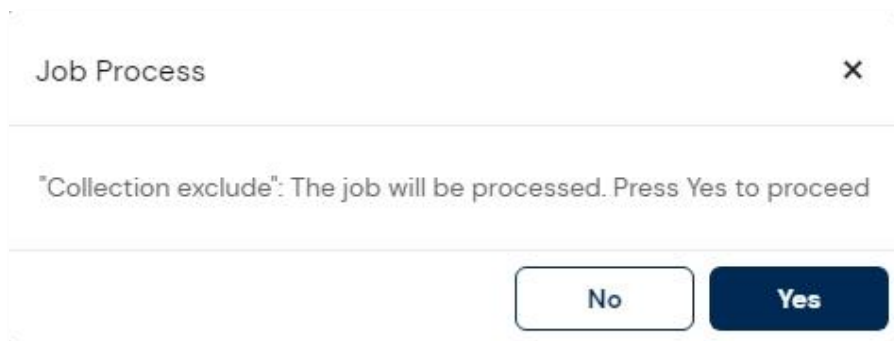 Job Process ×
"Collection exclude": The job will be processed. Press Yes to proceed
No Yes